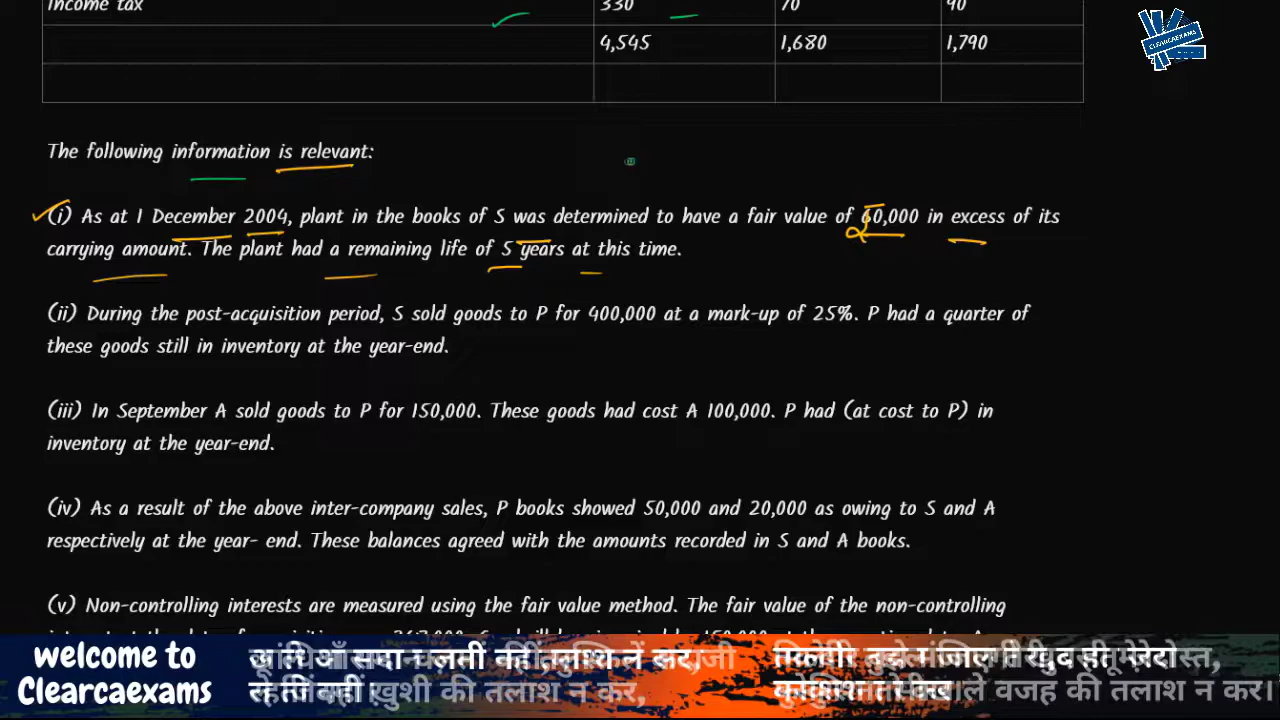 Income tax 330 70 90
4,545 1,680 1,790
CLEARCAEXAMS
The following information is relevant:
(i) As at 1 December 2004, plant in the books of S was determined to have a fair value of 60,000 in excess of its
carrying amount. The plant had a remaining life of 5 years at this time.
(ii) During the post-acquisition period, S sold goods to P for 400,000 at a mark-up of 25%. P had a quarter of
these goods still in inventory at the year-end.
(iii) In September A sold goods to P for 150,000. These goods had cost A 100,000. P had (at cost to P) in
inventory at the year-end.
(iv) As a result of the above inter-company sales, P books showed 50,000 and 20,000 as owing to S and A
respectively at the year- end. These balances agreed with the amounts recorded in S and A books.
(v) Non-controlling interests are measured using the fair value method. The fair value of the non-controlling
welcome to
Clearcaexams
ख़ुशी की तलाश न कर,
वजह की तलाश न कर।